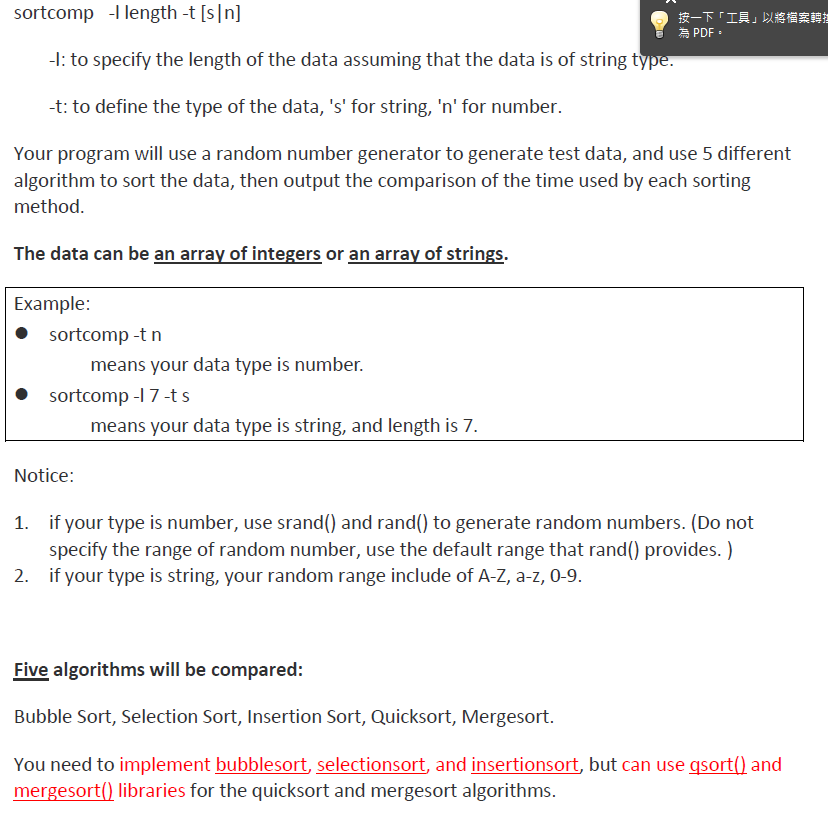 sortcomp -l length -t [s|n]
按一下「工具」以將檔案轉
為 PDF。
-l: to specify the length of the data assuming that the data is of string type.
-t: to define the type of the data, 's' for string, 'n' for number.
Your program will use a random number generator to generate test data, and use 5 different
algorithm to sort the data, then output the comparison of the time used by each sorting
method.
The data can be an array of integers or an array of strings.
Example:
● sortcomp -t n
means your data type is number.
● sortcomp -l 7 -t s
means your data type is string, and length is 7.
Notice:
1. if your type is number, use srand() and rand() to generate random numbers. (Do not
specify the range of random number, use the default range that rand() provides. )
2. if your type is string, your random range include of A-Z, a-z, 0-9.
Five algorithms will be compared:
Bubble Sort, Selection Sort, Insertion Sort, Quicksort, Mergesort.
You need to implement bubblesort, selectionsort, and insertionsort, but can use qsort() and
mergesort() libraries for the quicksort and mergesort algorithms.